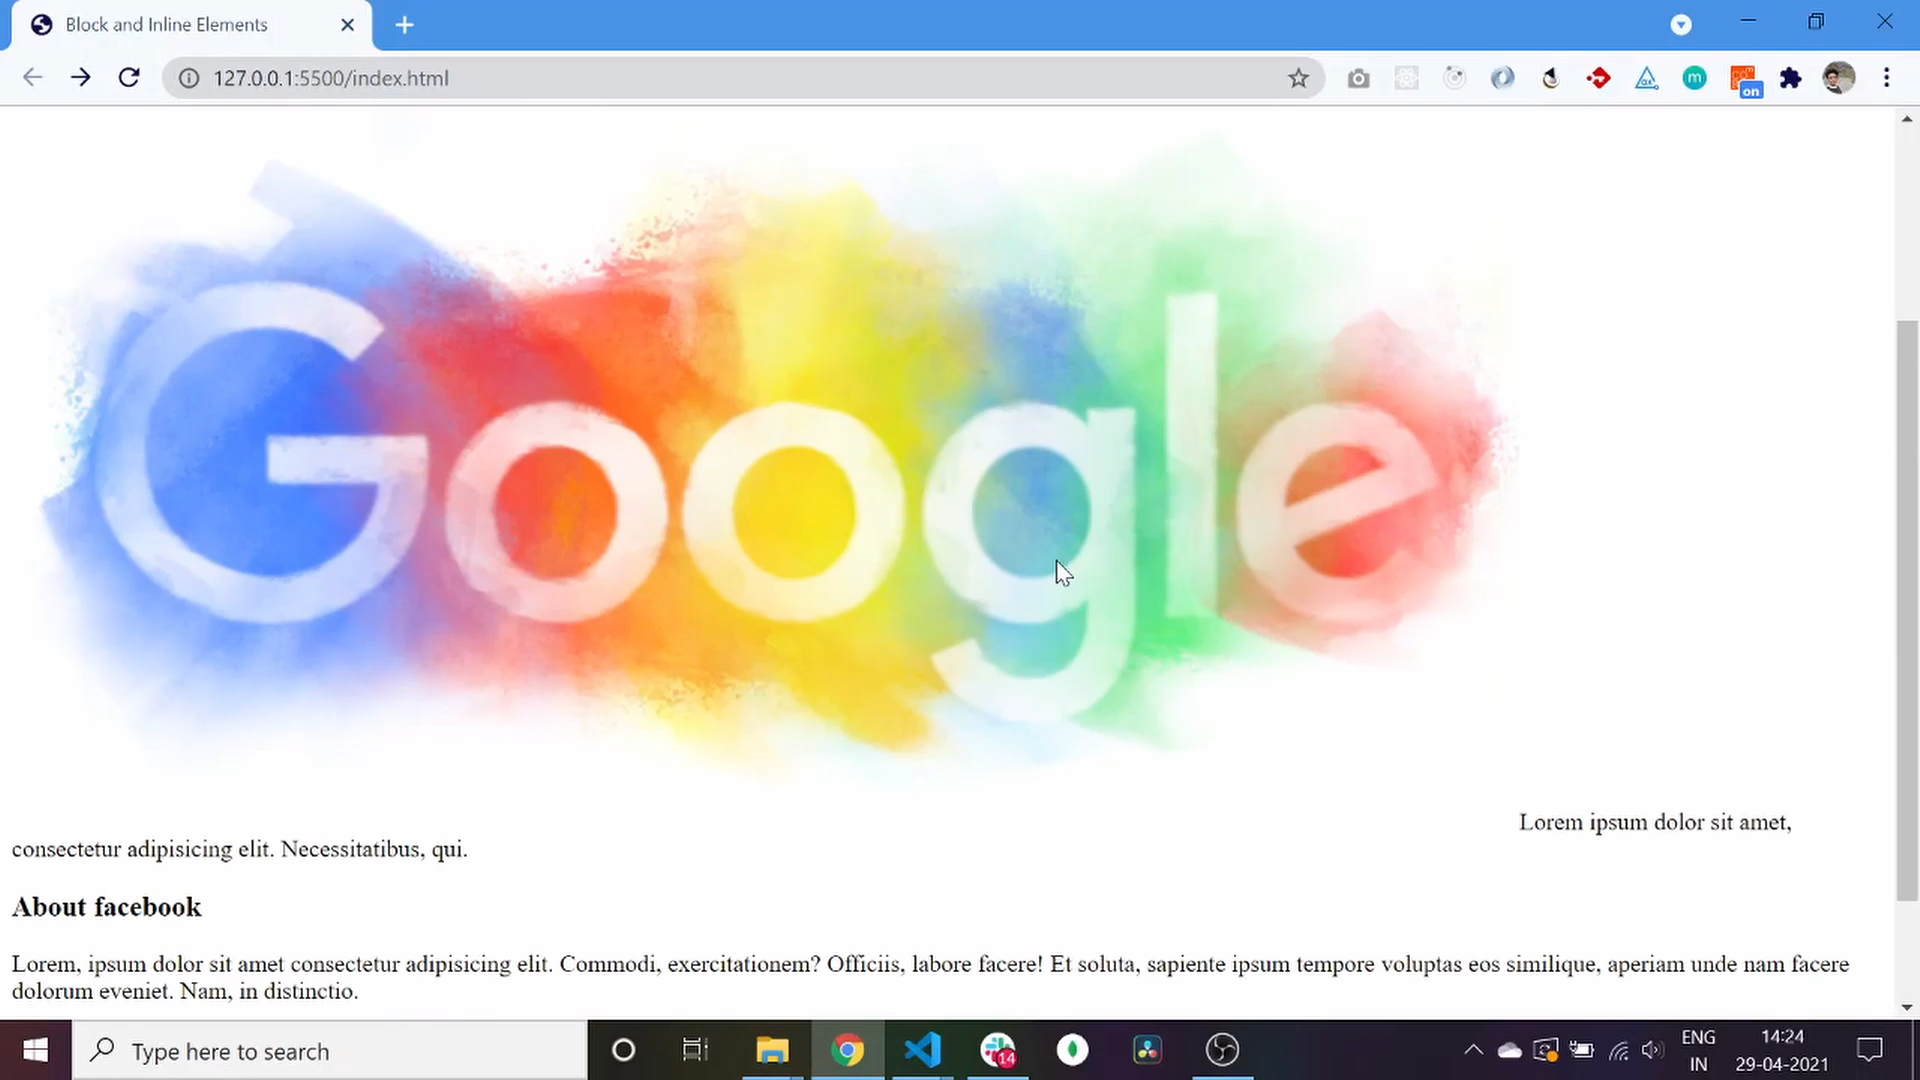 Block and Inline Elements
127.0.0.1:5500/index.html
on
Google
Lorem ipsum dolor sit amet,
consectetur adipisicing elit. Necessitatibus, qui.
About facebook
Lorem, ipsum dolor sit amet consectetur adipisicing elit. Commodi, exercitationem? Officiis, labore facere! Et soluta, sapiente ipsum tempore voluptas eos similique, aperiam unde nam facere
dolorum eveniet. Nam, in distinctio.
Type here to search
14
ENG
IN
14:24
29-04-2021